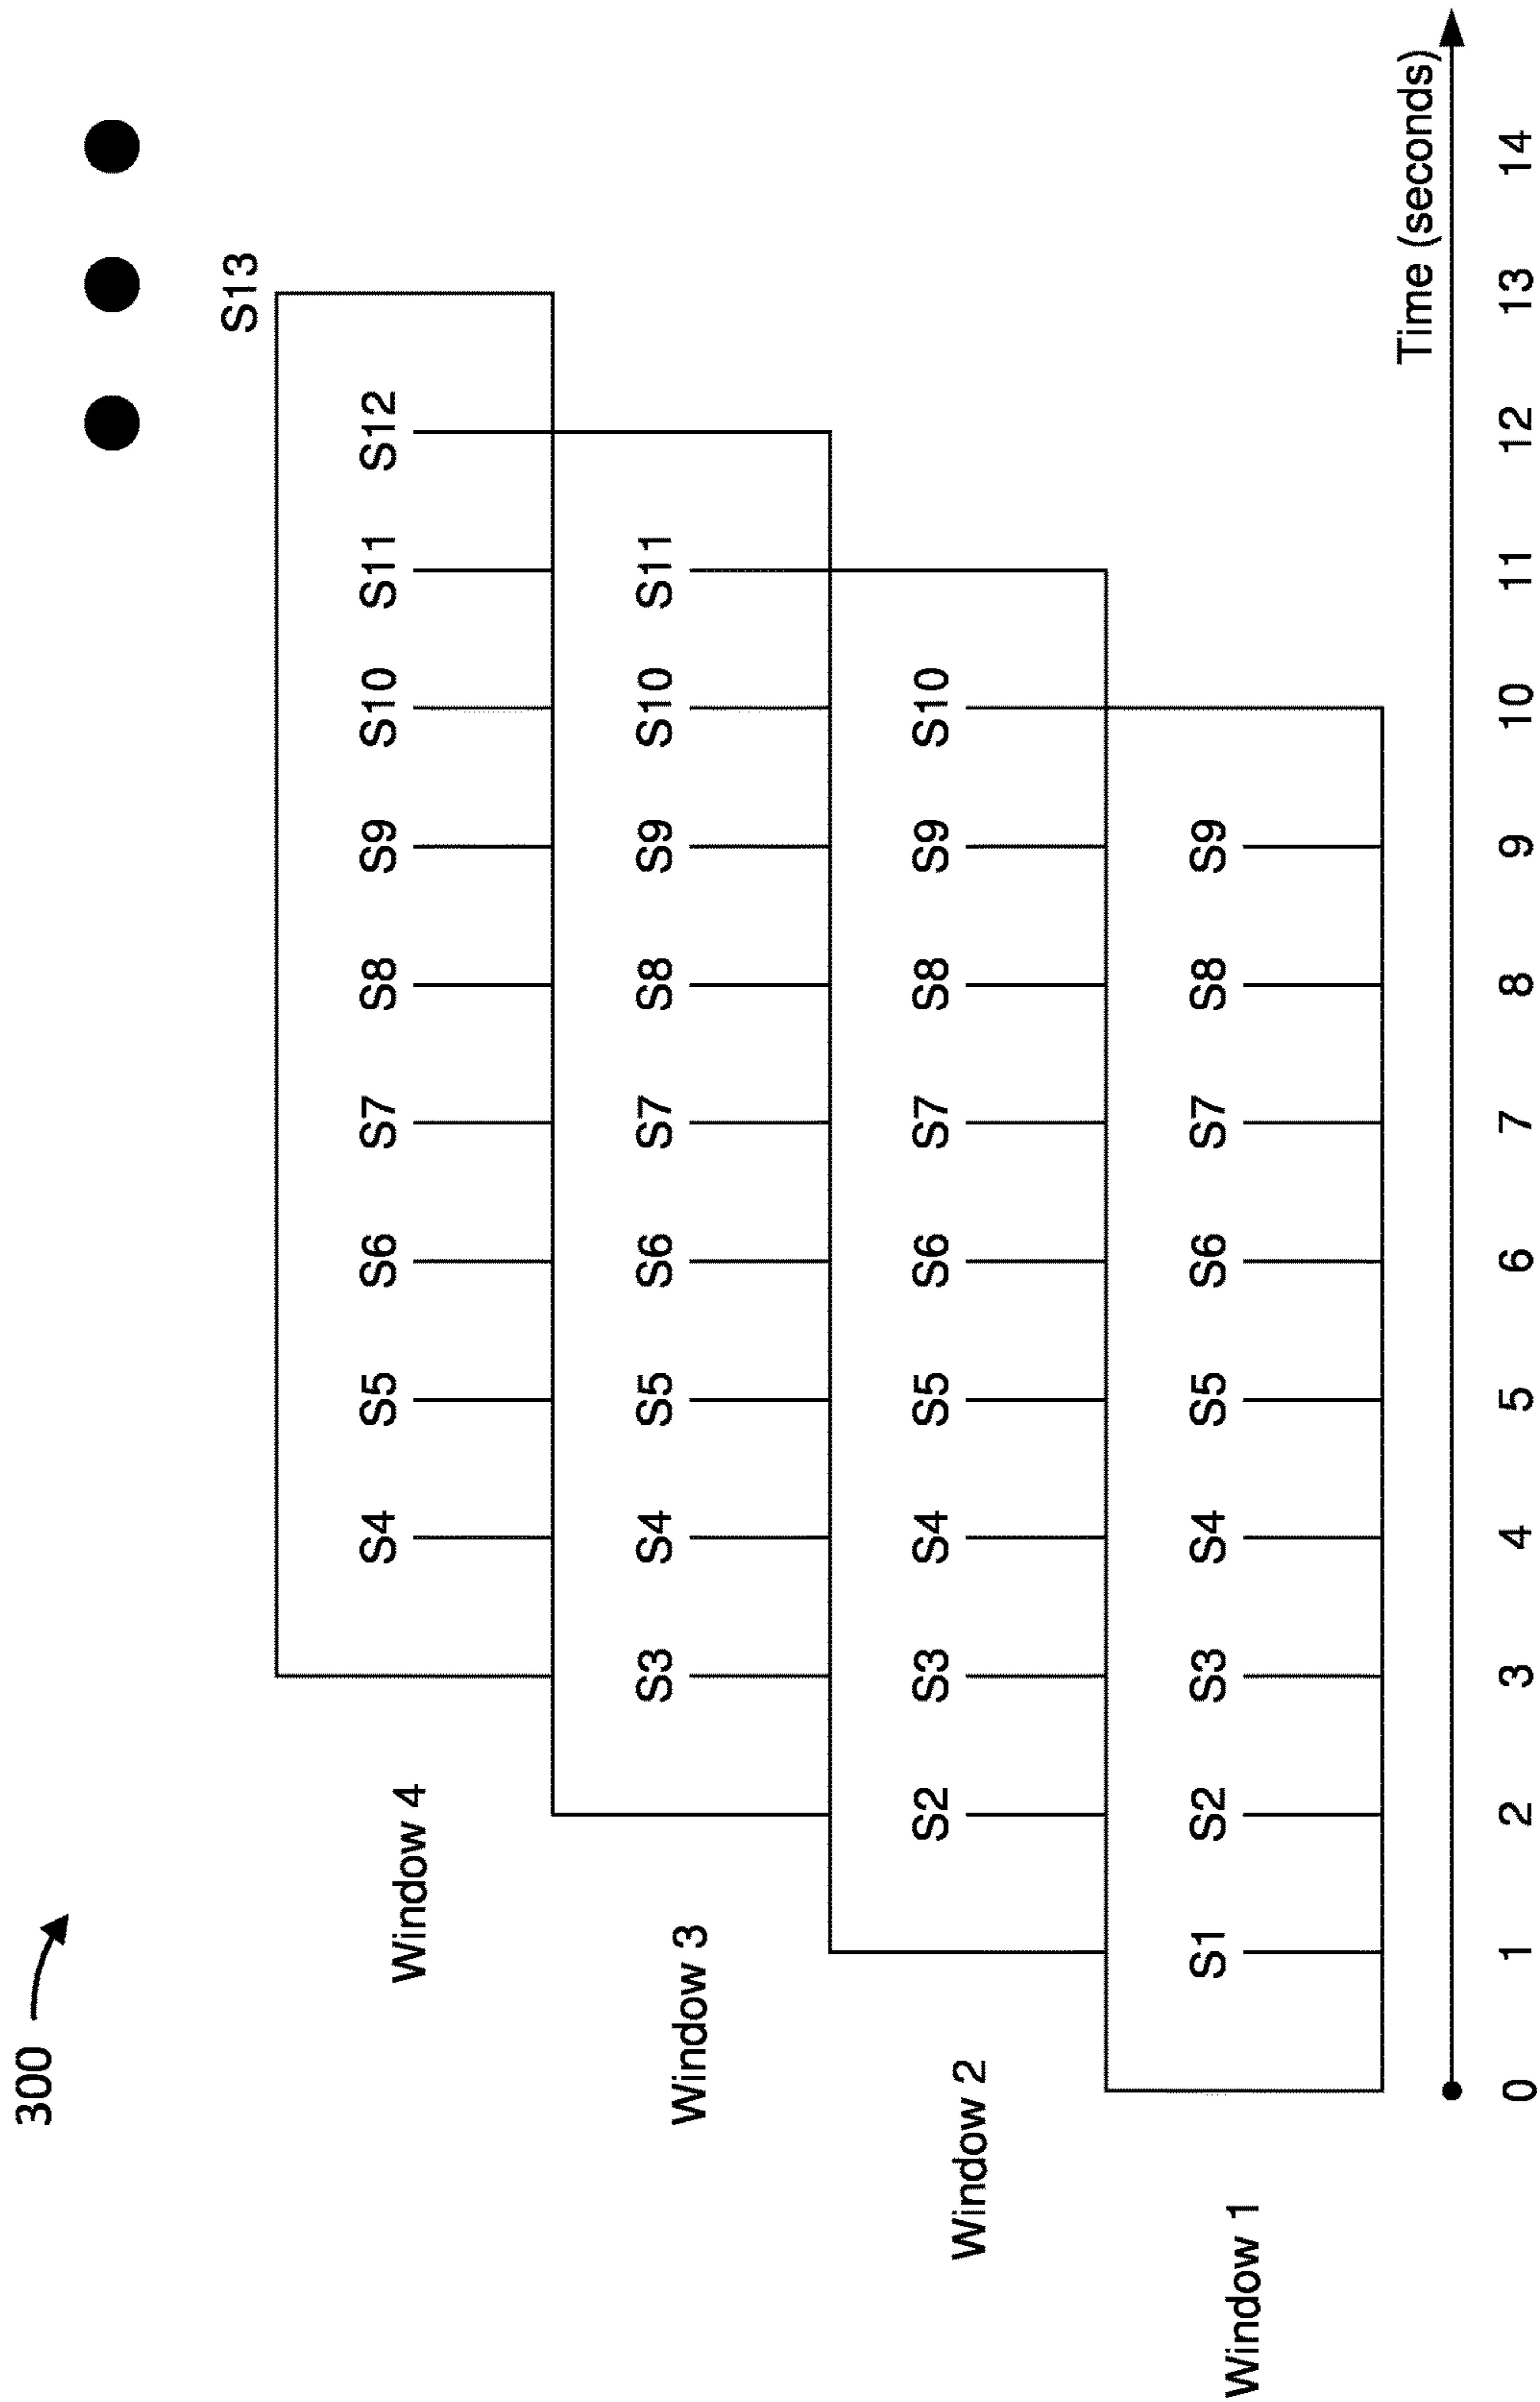 300
S13
Window 4
S4 S5 S6 S7 S8 S9 S10 S11 S12
Window 3
S3 S4 S5 S6 S7 S8 S9 S10 S11
Window 2
S2 S3 S4 S5 S6 S7 S8 S9 S10
Window 1
S1 S2 S3 S4 S5 S6 S7 S8 S9
Time (seconds)
0 1 2 3 4 5 6 7 8 9 10 11 12 13 14